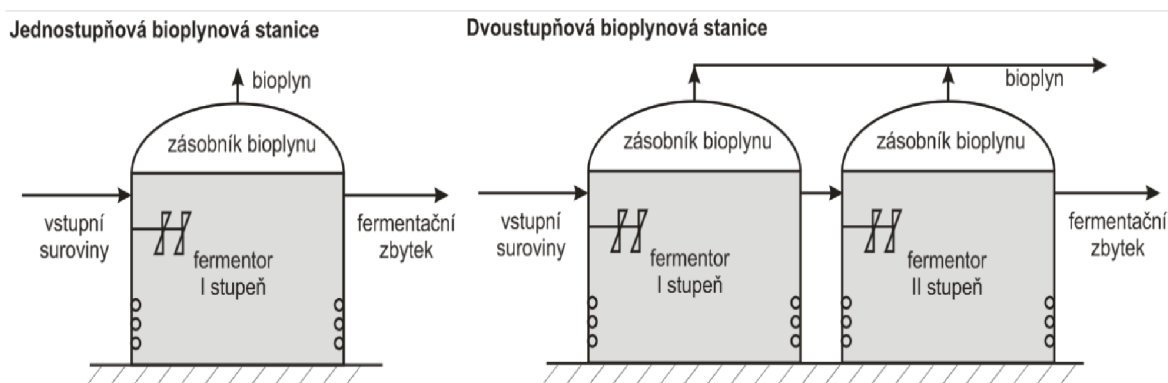 Jednostupňová bioplynová stanice
bioplyn
zásobník bioplynu
vstupní
suroviny
fermentor
I stupeň
fermentační
zbytek
Dvoustupňová bioplynová stanice
bioplyn
zásobník bioplynu
zásobník bioplynu
vstupní
suroviny
fermentor
I stupeň
fermentor
II stupeň
fermentační
zbytek